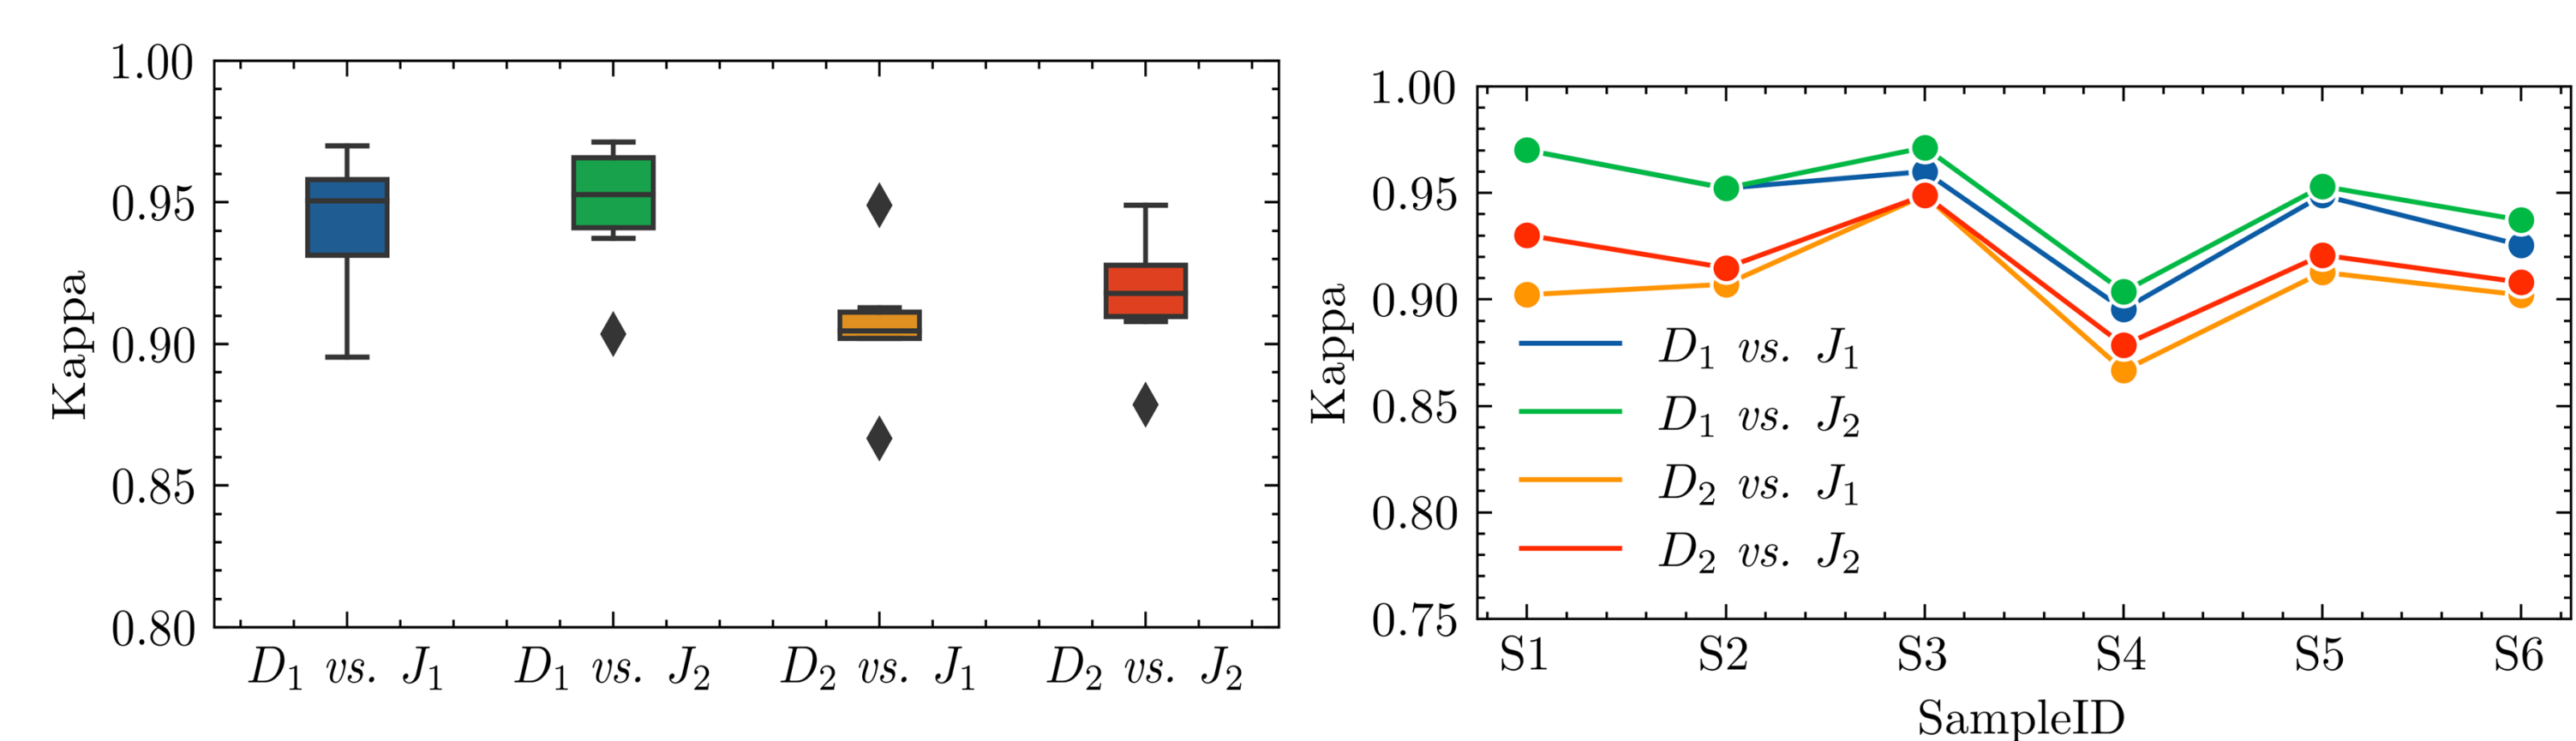 Kappa
1.00
0.95
0.90
0.85
0.80
D₁ vs. J₁
D₁ vs. J₂
D₂ vs. J₁
D₂ vs. J₂
Kappa
1.00
0.95
0.90
0.85
0.80
0.75
D₁ vs. J₁
D₁ vs. J₂
D₂ vs. J₁
D₂ vs. J₂
S1 S2 S3 S4 S5 S6
SampleID